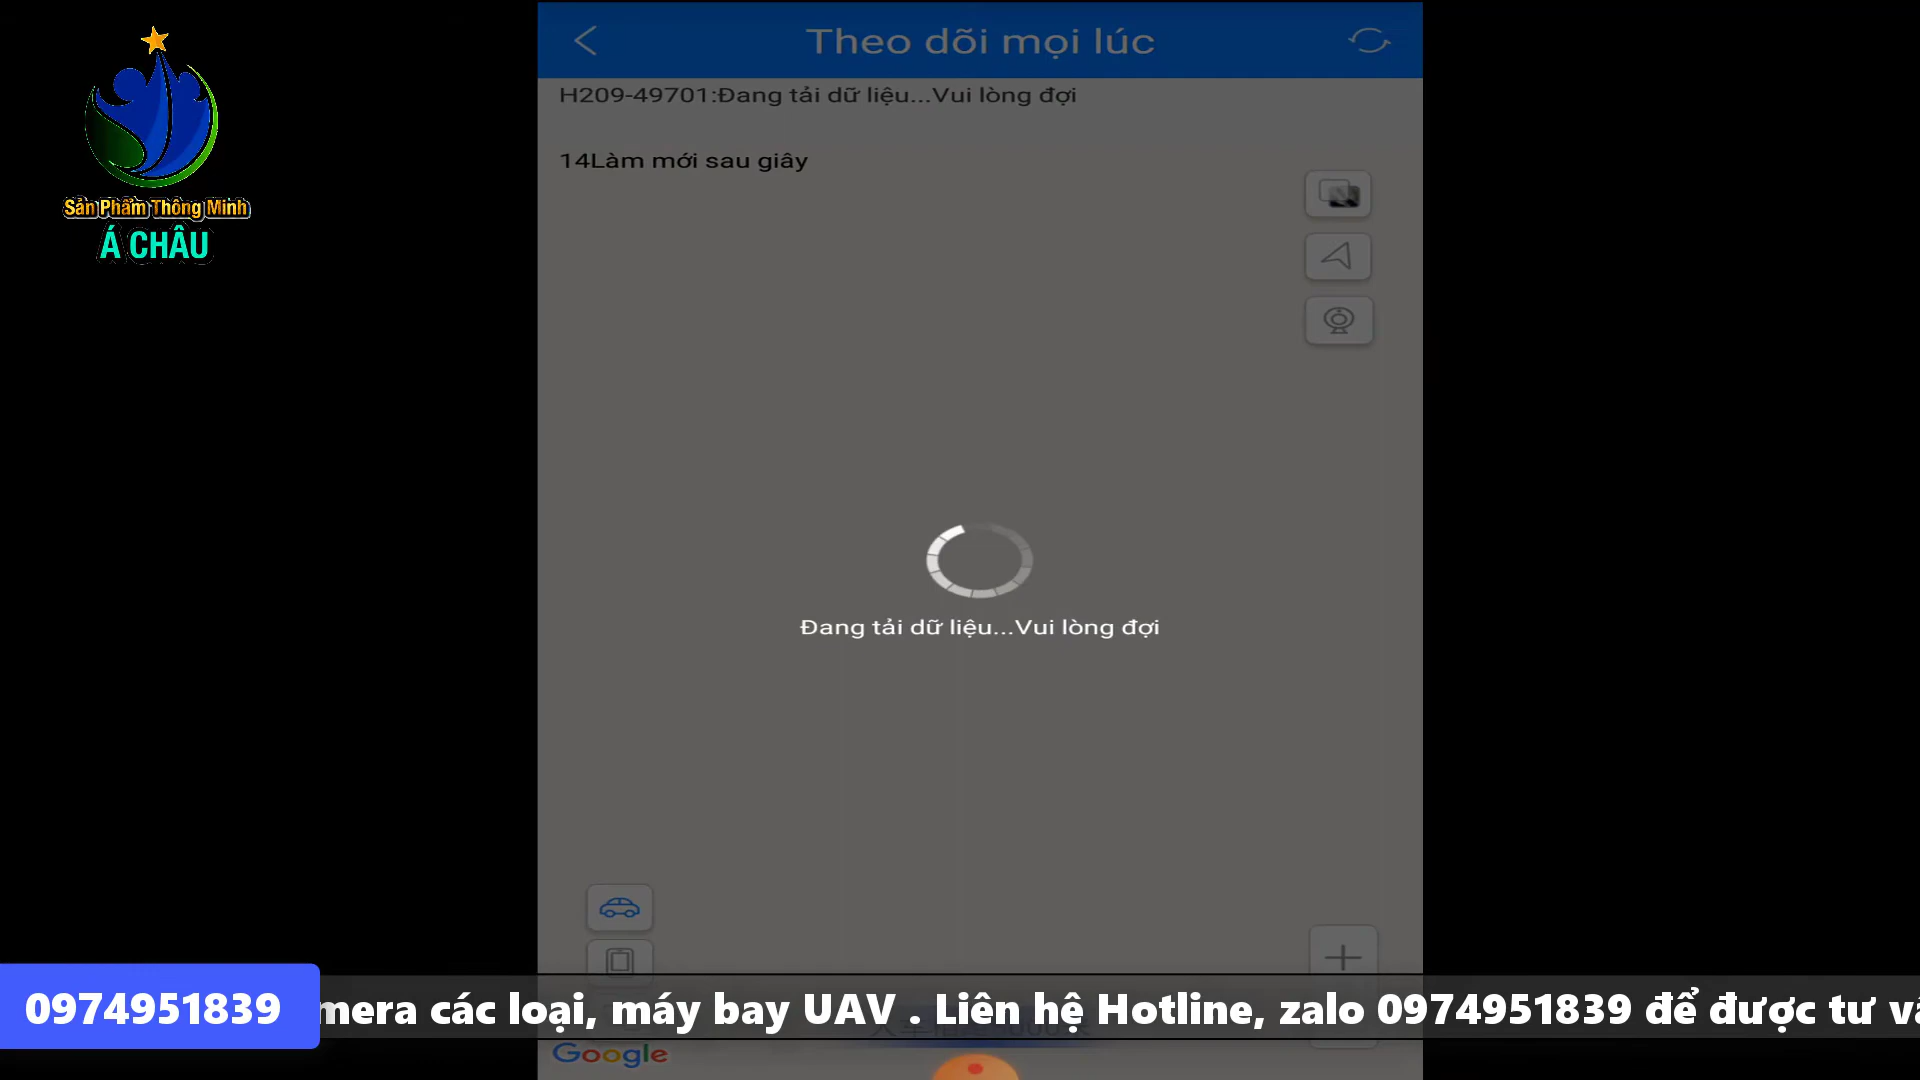 Theo dõi mọi lúc
H209-49701:Đang tải dữ liệu...Vui lòng đợi
14Làm mới sau giây
Sản Phẩm Thông Minh
Á CHÂU
Đang tải dữ liệu...Vui lòng đợi
0974951839
mera các loại, máy bay UAV . Liên hệ Hotline, zalo 0974951839 để được tư vấ
Google